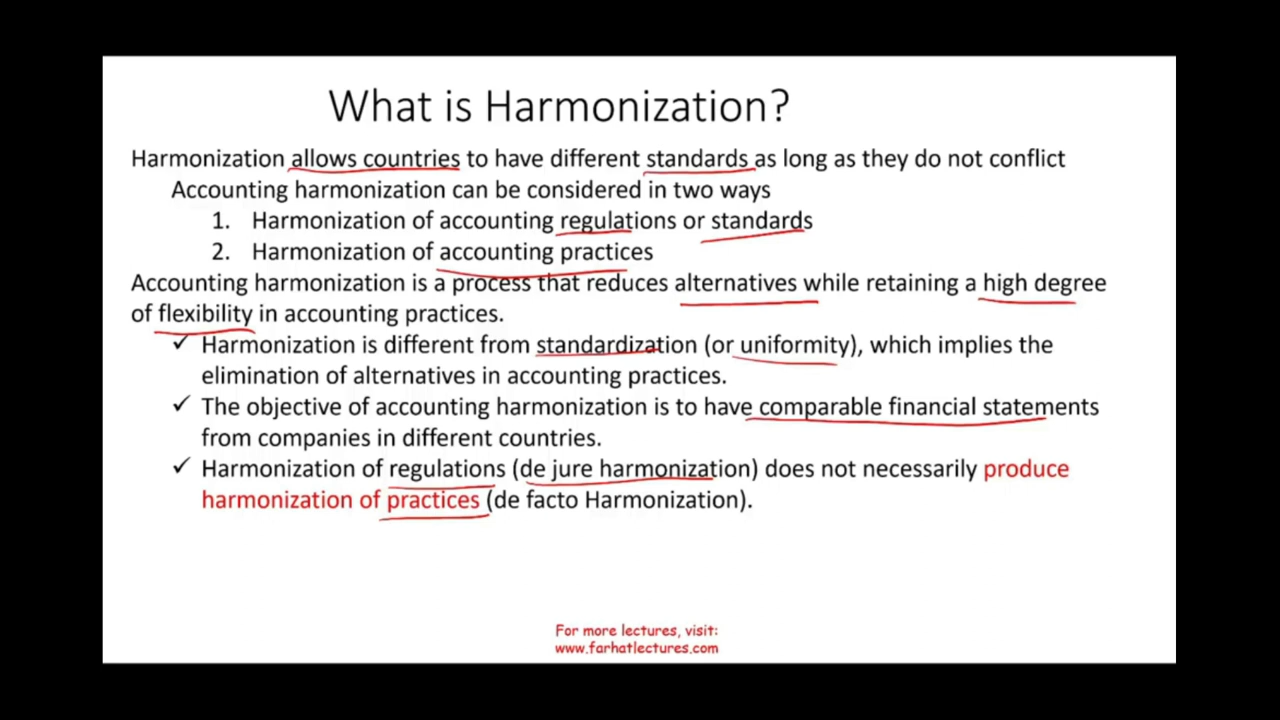 What is Harmonization?
Harmonization allows countries to have different standards as long as they do not conflict
Accounting harmonization can be considered in two ways
1. Harmonization of accounting regulations or standards
2. Harmonization of accounting practices
Accounting harmonization is a process that reduces alternatives while retaining a high degree
of flexibility in accounting practices.
✓ Harmonization is different from standardization (or uniformity), which implies the
elimination of alternatives in accounting practices.
✓ The objective of accounting harmonization is to have comparable financial statements
from companies in different countries.
✓ Harmonization of regulations (de jure harmonization) does not necessarily produce
harmonization of practices (de facto Harmonization).
For more lectures, visit:
www.farhatlectures.com